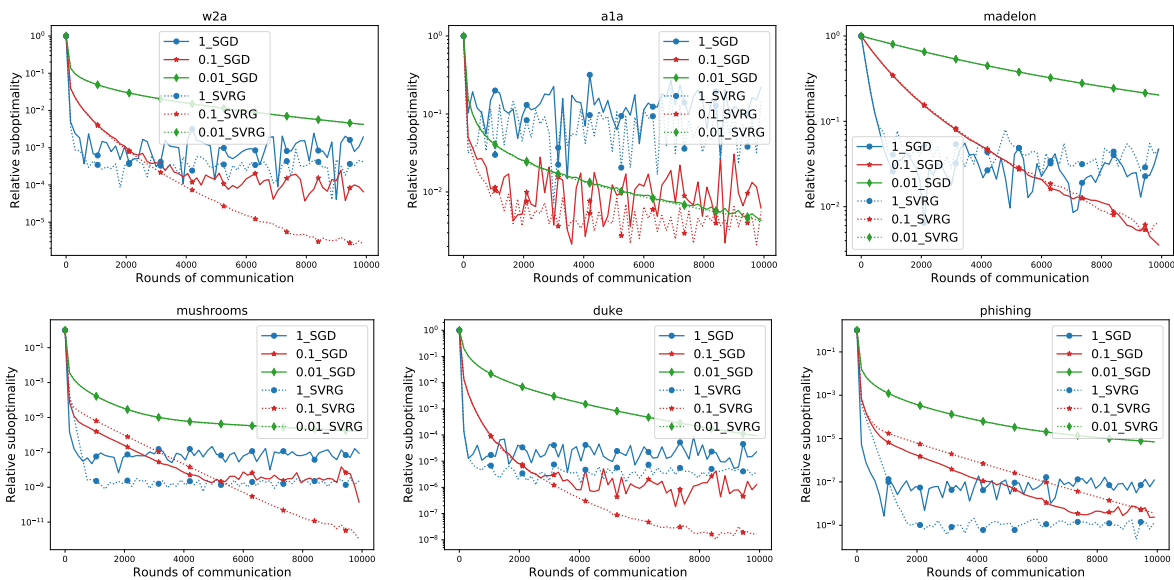 w2a
Relative suboptimality
10⁰
10⁻¹
10⁻²
10⁻³
10⁻⁴
10⁻⁵
1_SGD
0.1_SGD
0.01_SGD
1_SVRG
0.1_SVRG
0.01_SVRG
0 2000 4000 6000 8000 10000
Rounds of communication
a1a
Relative suboptimality
10⁰
10⁻¹
10⁻²
1_SGD
0.1_SGD
0.01_SGD
1_SVRG
0.1_SVRG
0.01_SVRG
0 2000 4000 6000 8000 10000
Rounds of communication
madelon
Relative suboptimality
10⁰
10⁻¹
10⁻²
1_SGD
0.1_SGD
0.01_SGD
1_SVRG
0.1_SVRG
0.01_SVRG
0 2000 4000 6000 8000 10000
Rounds of communication
mushrooms
Relative suboptimality
10⁻¹
10⁻³
10⁻⁵
10⁻⁷
10⁻⁹
10⁻¹¹
1_SGD
0.1_SGD
0.01_SGD
1_SVRG
0.1_SVRG
0.01_SVRG
0 2000 4000 6000 8000 10000
Rounds of communication
duke
Relative suboptimality
10⁰
10⁻¹
10⁻²
10⁻³
10⁻⁴
10⁻⁵
10⁻⁶
10⁻⁷
10⁻⁸
1_SGD
0.1_SGD
0.01_SGD
1_SVRG
0.1_SVRG
0.01_SVRG
0 2000 4000 6000 8000 10000
Rounds of communication
phishing
Relative suboptimality
10⁻¹
10⁻³
10⁻⁵
10⁻⁷
10⁻⁹
1_SGD
0.1_SGD
0.01_SGD
1_SVRG
0.1_SVRG
0.01_SVRG
0 2000 4000 6000 8000 10000
Rounds of communication